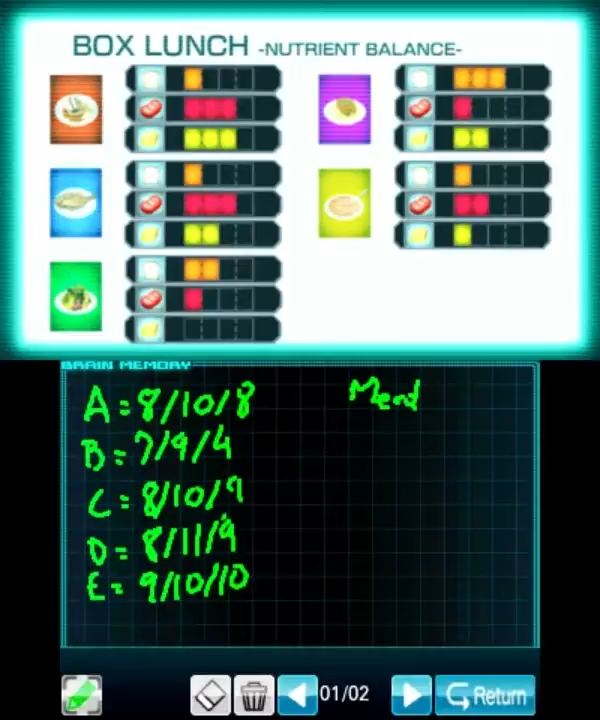 BOX LUNCH -NUTRIENT BALANCE-
BRAIN MEMORY
A = 8/10/8
Meat
B = 7/9/4
C = 8/10/9
D = 8/11/9
E = 9/10/10
01/02
Return